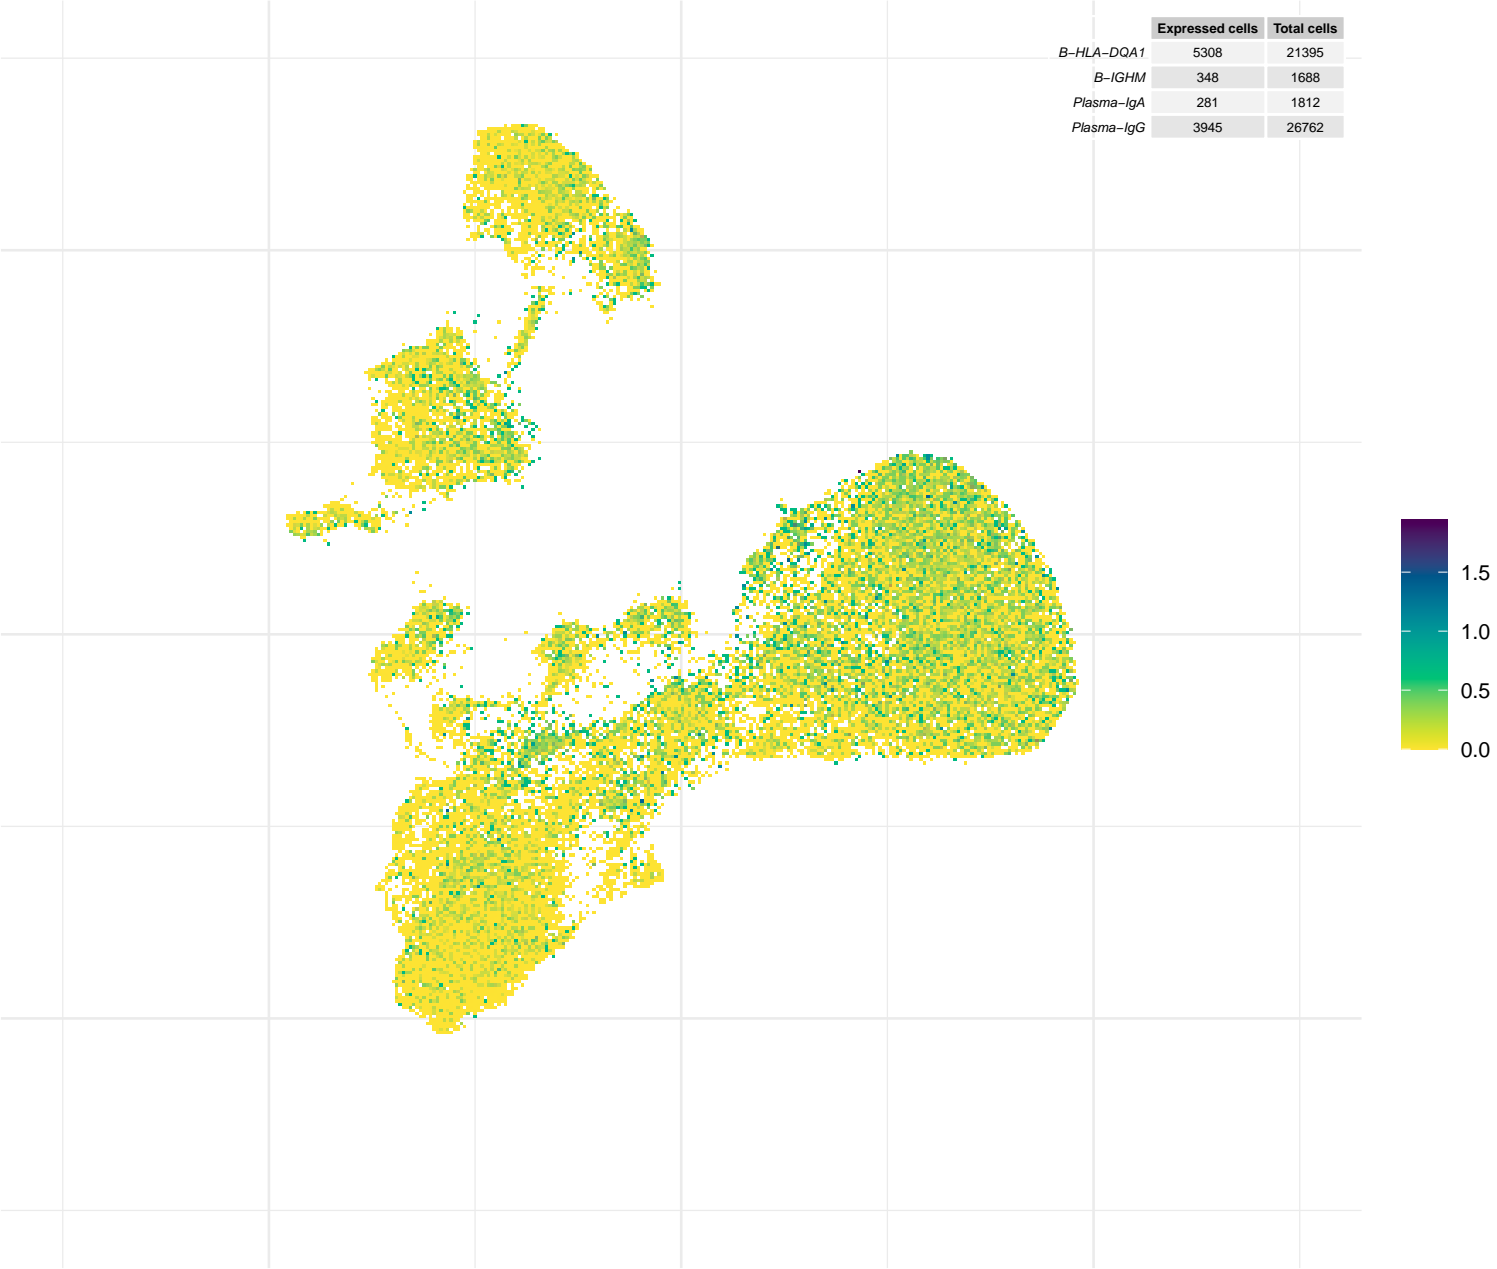 Expressed cells Total cells
B−HLA−DQA1 5308 21395
B−IGHM 348 1688
Plasma−IgA 281 1812
Plasma−IgG 3945 26762
1.5
1.0
0.5
0.0